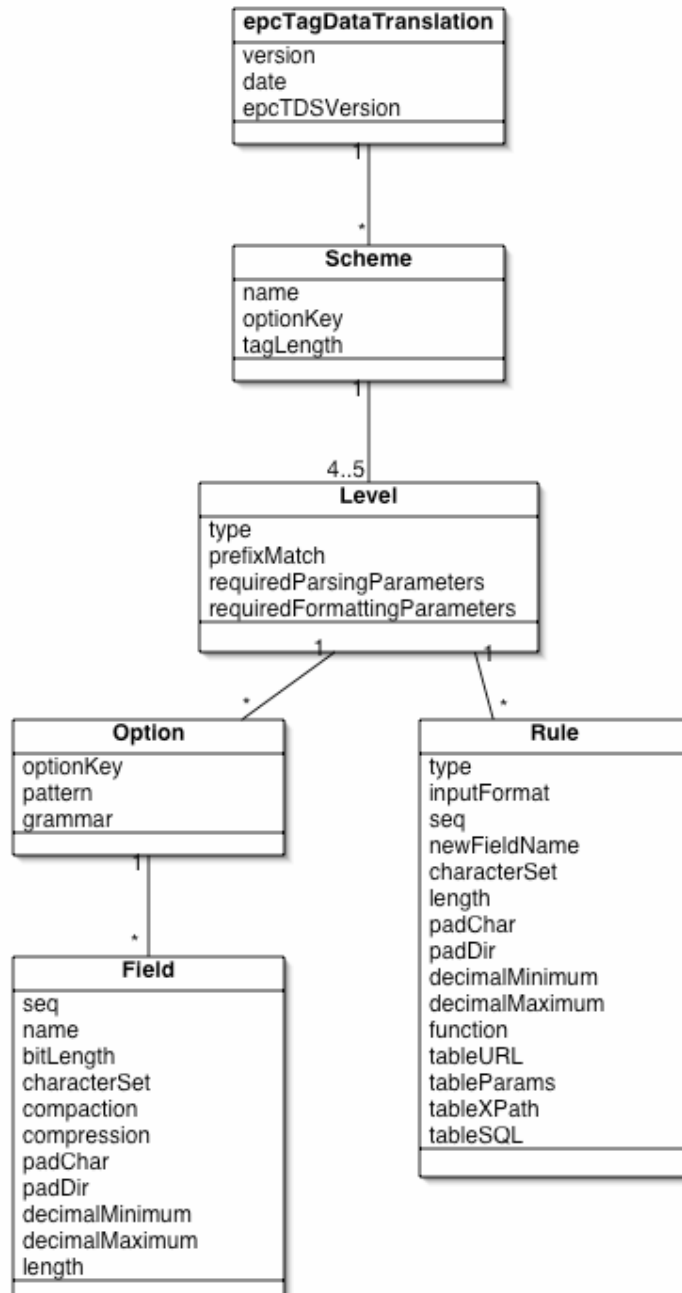 epcTagDataTranslation
version
date
epcTDSVersion
1
*
Scheme
name
optionKey
tagLength
1
4..5
Level
type
prefixMatch
requiredParsingParameters
requiredFormattingParameters
1
1
*
*
Option
optionKey
pattern
grammar
1
*
Field
seq
name
bitLength
characterSet
compaction
compression
padChar
padDir
decimalMinimum
decimalMaximum
length
Rule
type
inputFormat
seq
newFieldName
characterSet
length
padChar
padDir
decimalMinimum
decimalMaximum
function
tableURL
tableParams
tableXPath
tableSQL